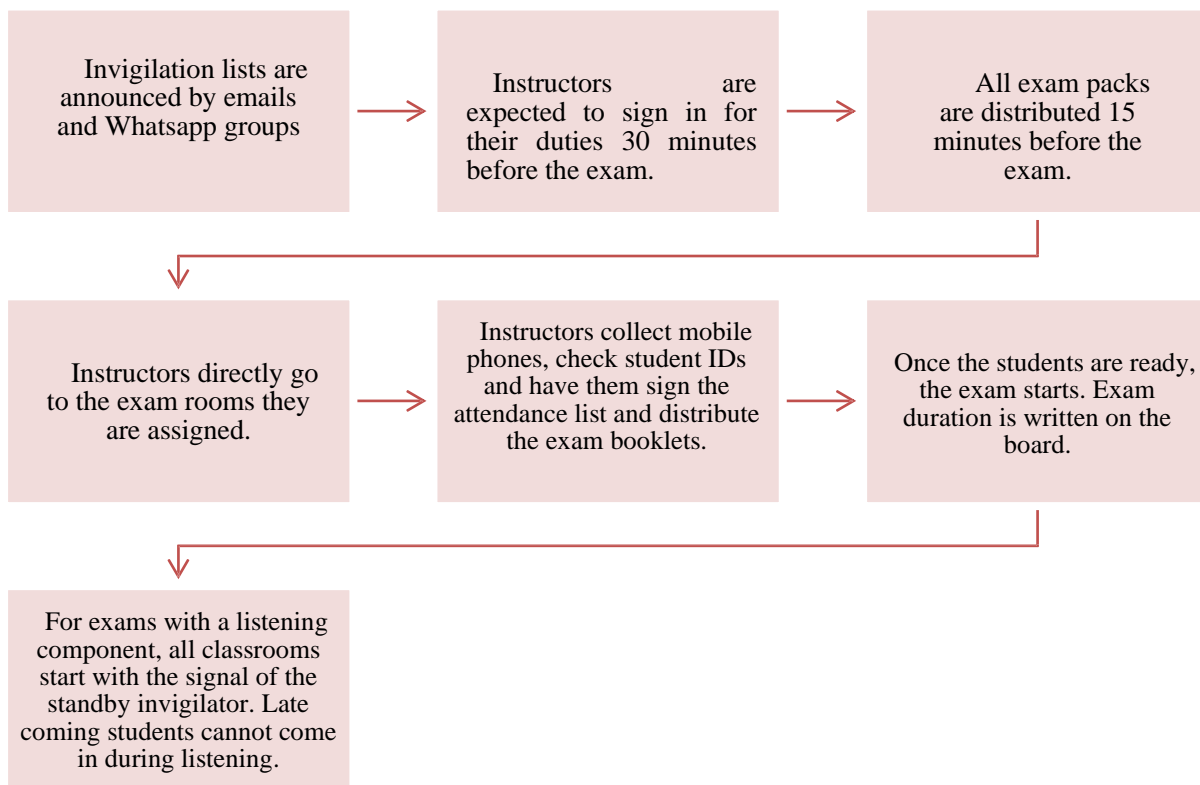 Invigilation lists are
announced by emails
and Whatsapp groups
Instructors are
expected to sign in for
their duties 30 minutes
before the exam.
All exam packs
are distributed 15
minutes before the
exam.
Instructors directly go
to the exam rooms they
are assigned.
Instructors collect mobile
phones, check student IDs
and have them sign the
attendance list and distribute
the exam booklets.
Once the students are ready,
the exam starts. Exam
duration is written on the
board.
For exams with a listening
component, all classrooms
start with the signal of the
standby invigilator. Late
coming students cannot come
in during listening.